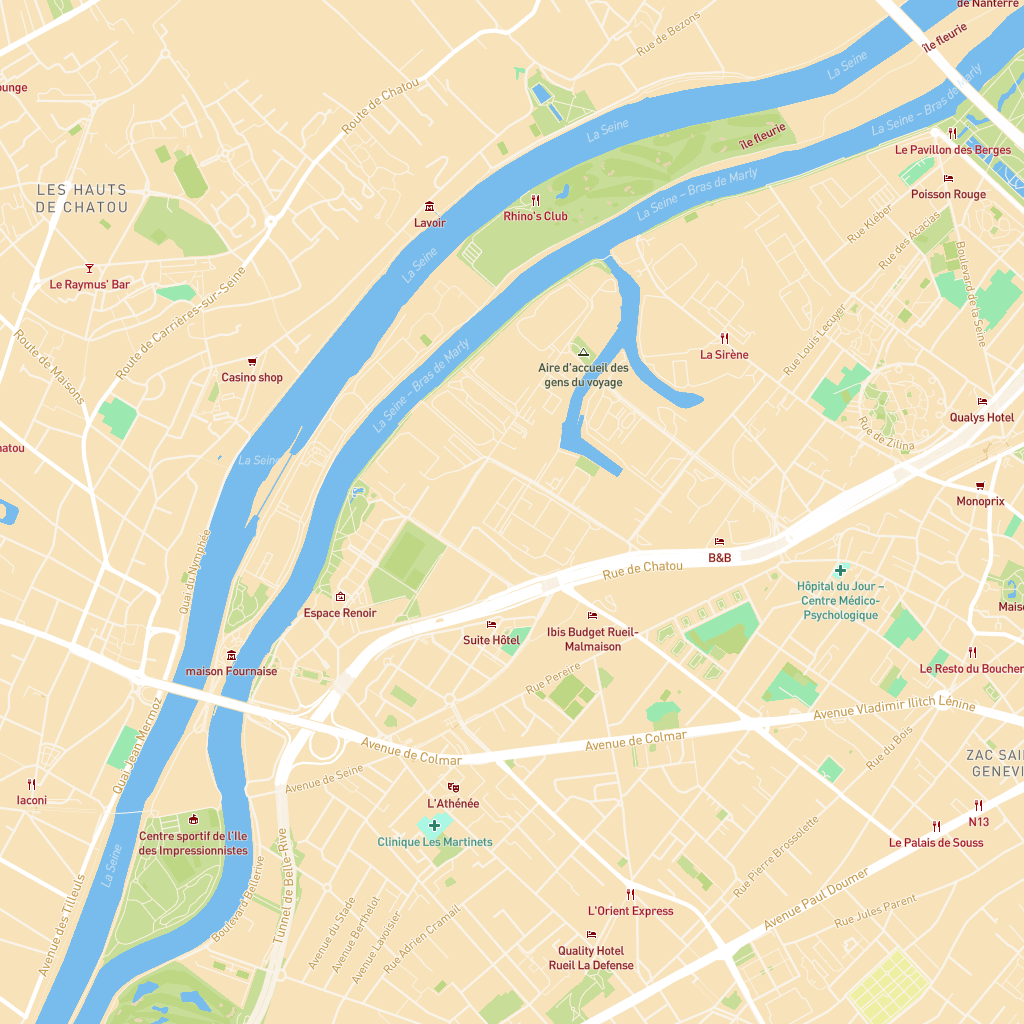 de Nanterre
île fleurie
Rue de Bezons
La Seine
La Seine - Bras de Marly
Route de Chatou
La Seine
île fleurie
Le Pavillon des Berges
La Seine - Bras de Marly
LES HAUTS
DE CHATOU
Poisson Rouge
Lavoir
Rhino's Club
Rue Kleber
Rue des Acacias
La Seine
Boulevard de la Seine
Le Raymus' Bar
Route de Carrières-sur-Seine
Route de Maisons
Rue Louis Lecuyer
La Sirène
Aire d'accueil des
gens du voyage
Casino shop
La Seine - Bras de Marly
Qualys Hotel
Rue de Zilina
La Seine
Monoprix
Quai du Nymphée
B&B
Rue de Chatou
Hôpital du Jour –
Centre Médico-
Psychologique
Espace Renoir
Suite Hôtel
Ibis Budget Rueil-
Malmaison
maison Fournaise
Le Resto du Boucher
Rue Pereire
Avenue Vladimir Ilitch Lénine
Quai Jean Mermoz
Avenue de Colmar
Avenue de Colmar
Rue du Bois
Avenue de Seine
Iaconi
L'Athénée
N13
Centre sportif de l'Ile
des Impressionnistes
Clinique Les Martinets
Le Palais de Souss
Rue Pierre Brossolette
La Seine
Tunnel de Belle-Rive
Boulevard Bellerive
Avenue Paul Doumer
L'Orient Express
Rue Jules Parent
Avenue des Tilleuls
Avenue du Stade
Avenue Berthelot
Avenue Lavoisier
Rue Adrien Cramail
Quality Hotel
Rueil La Defense